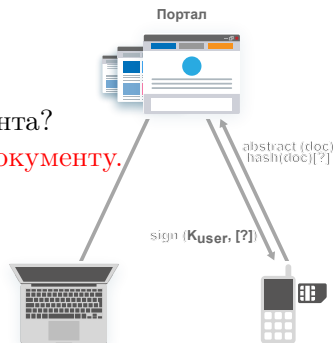 Портал
нта?
окументу.
abstract (doc)
hash(doc)[?]
sign (Kuser, [?])